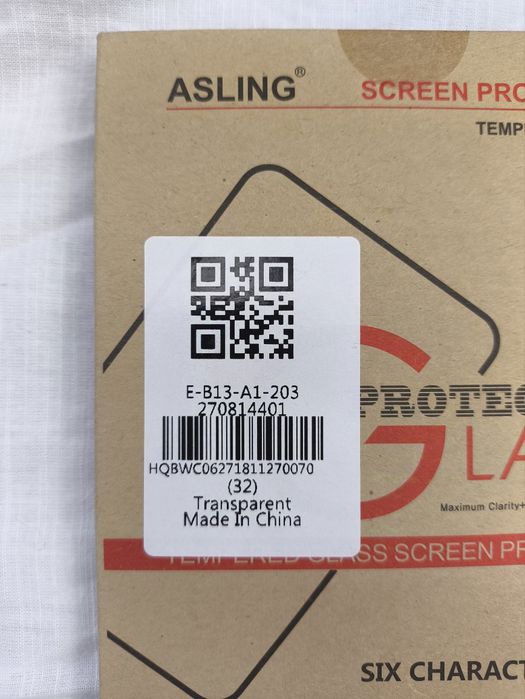 ASLING®
SCREEN PRO
TEMP
E-B13-A1-203
270814401
HQBWC06271811270070
(32)
Transparent
Made In China
PROTEC
GLA
Maximum Clarity+
TEMPERED GLASS SCREEN PR
SIX CHARACT